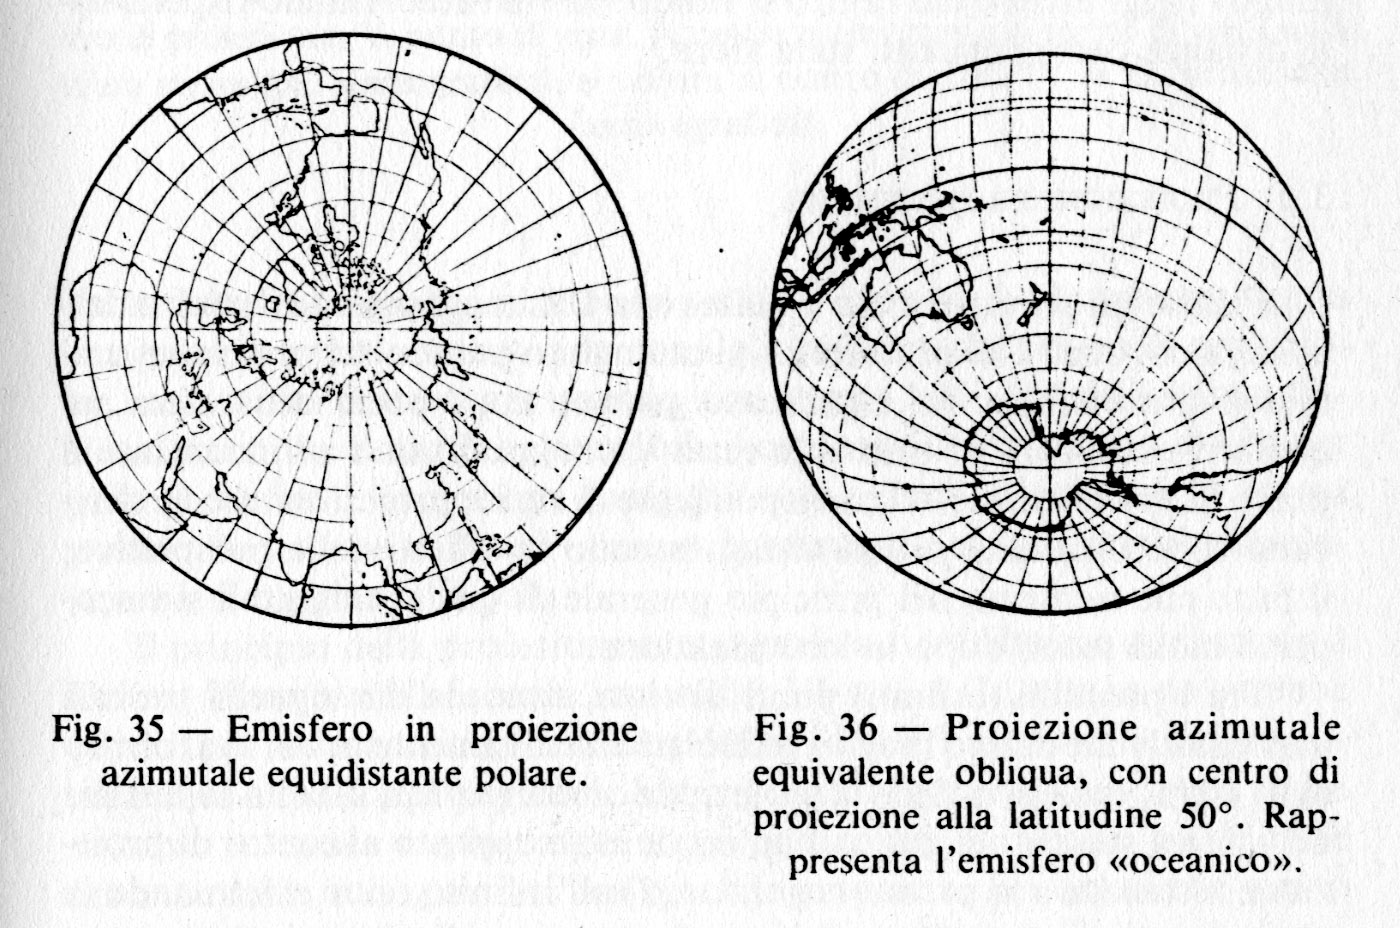 Fig. 35 — Emisfero in proiezione
azimutale equidistante polare.
Fig. 36 — Proiezione azimutale
equivalente obliqua, con centro di
proiezione alla latitudine 50°. Rap-
presenta l'emisfero «oceanico».